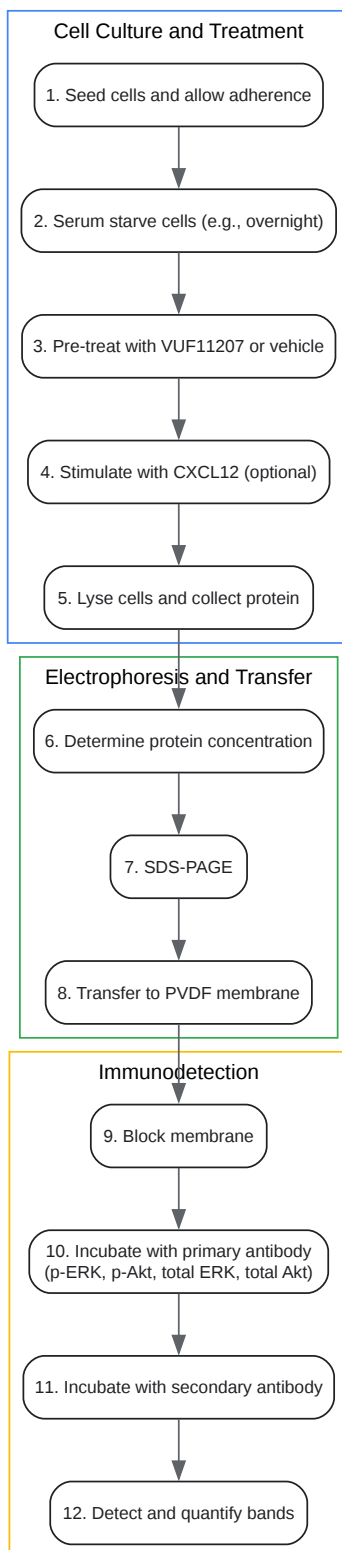 Cell Culture and Treatment
1. Seed cells and allow adherence
2. Serum starve cells (e.g., overnight)
3. Pre-treat with VUF11207 or vehicle
4. Stimulate with CXCL12 (optional)
5. Lyse cells and collect protein
Electrophoresis and Transfer
6. Determine protein concentration
7. SDS-PAGE
8. Transfer to PVDF membrane
Immunodetection
9. Block membrane
10. Incubate with primary antibody
(p-ERK, p-Akt, total ERK, total Akt)
11. Incubate with secondary antibody
12. Detect and quantify bands